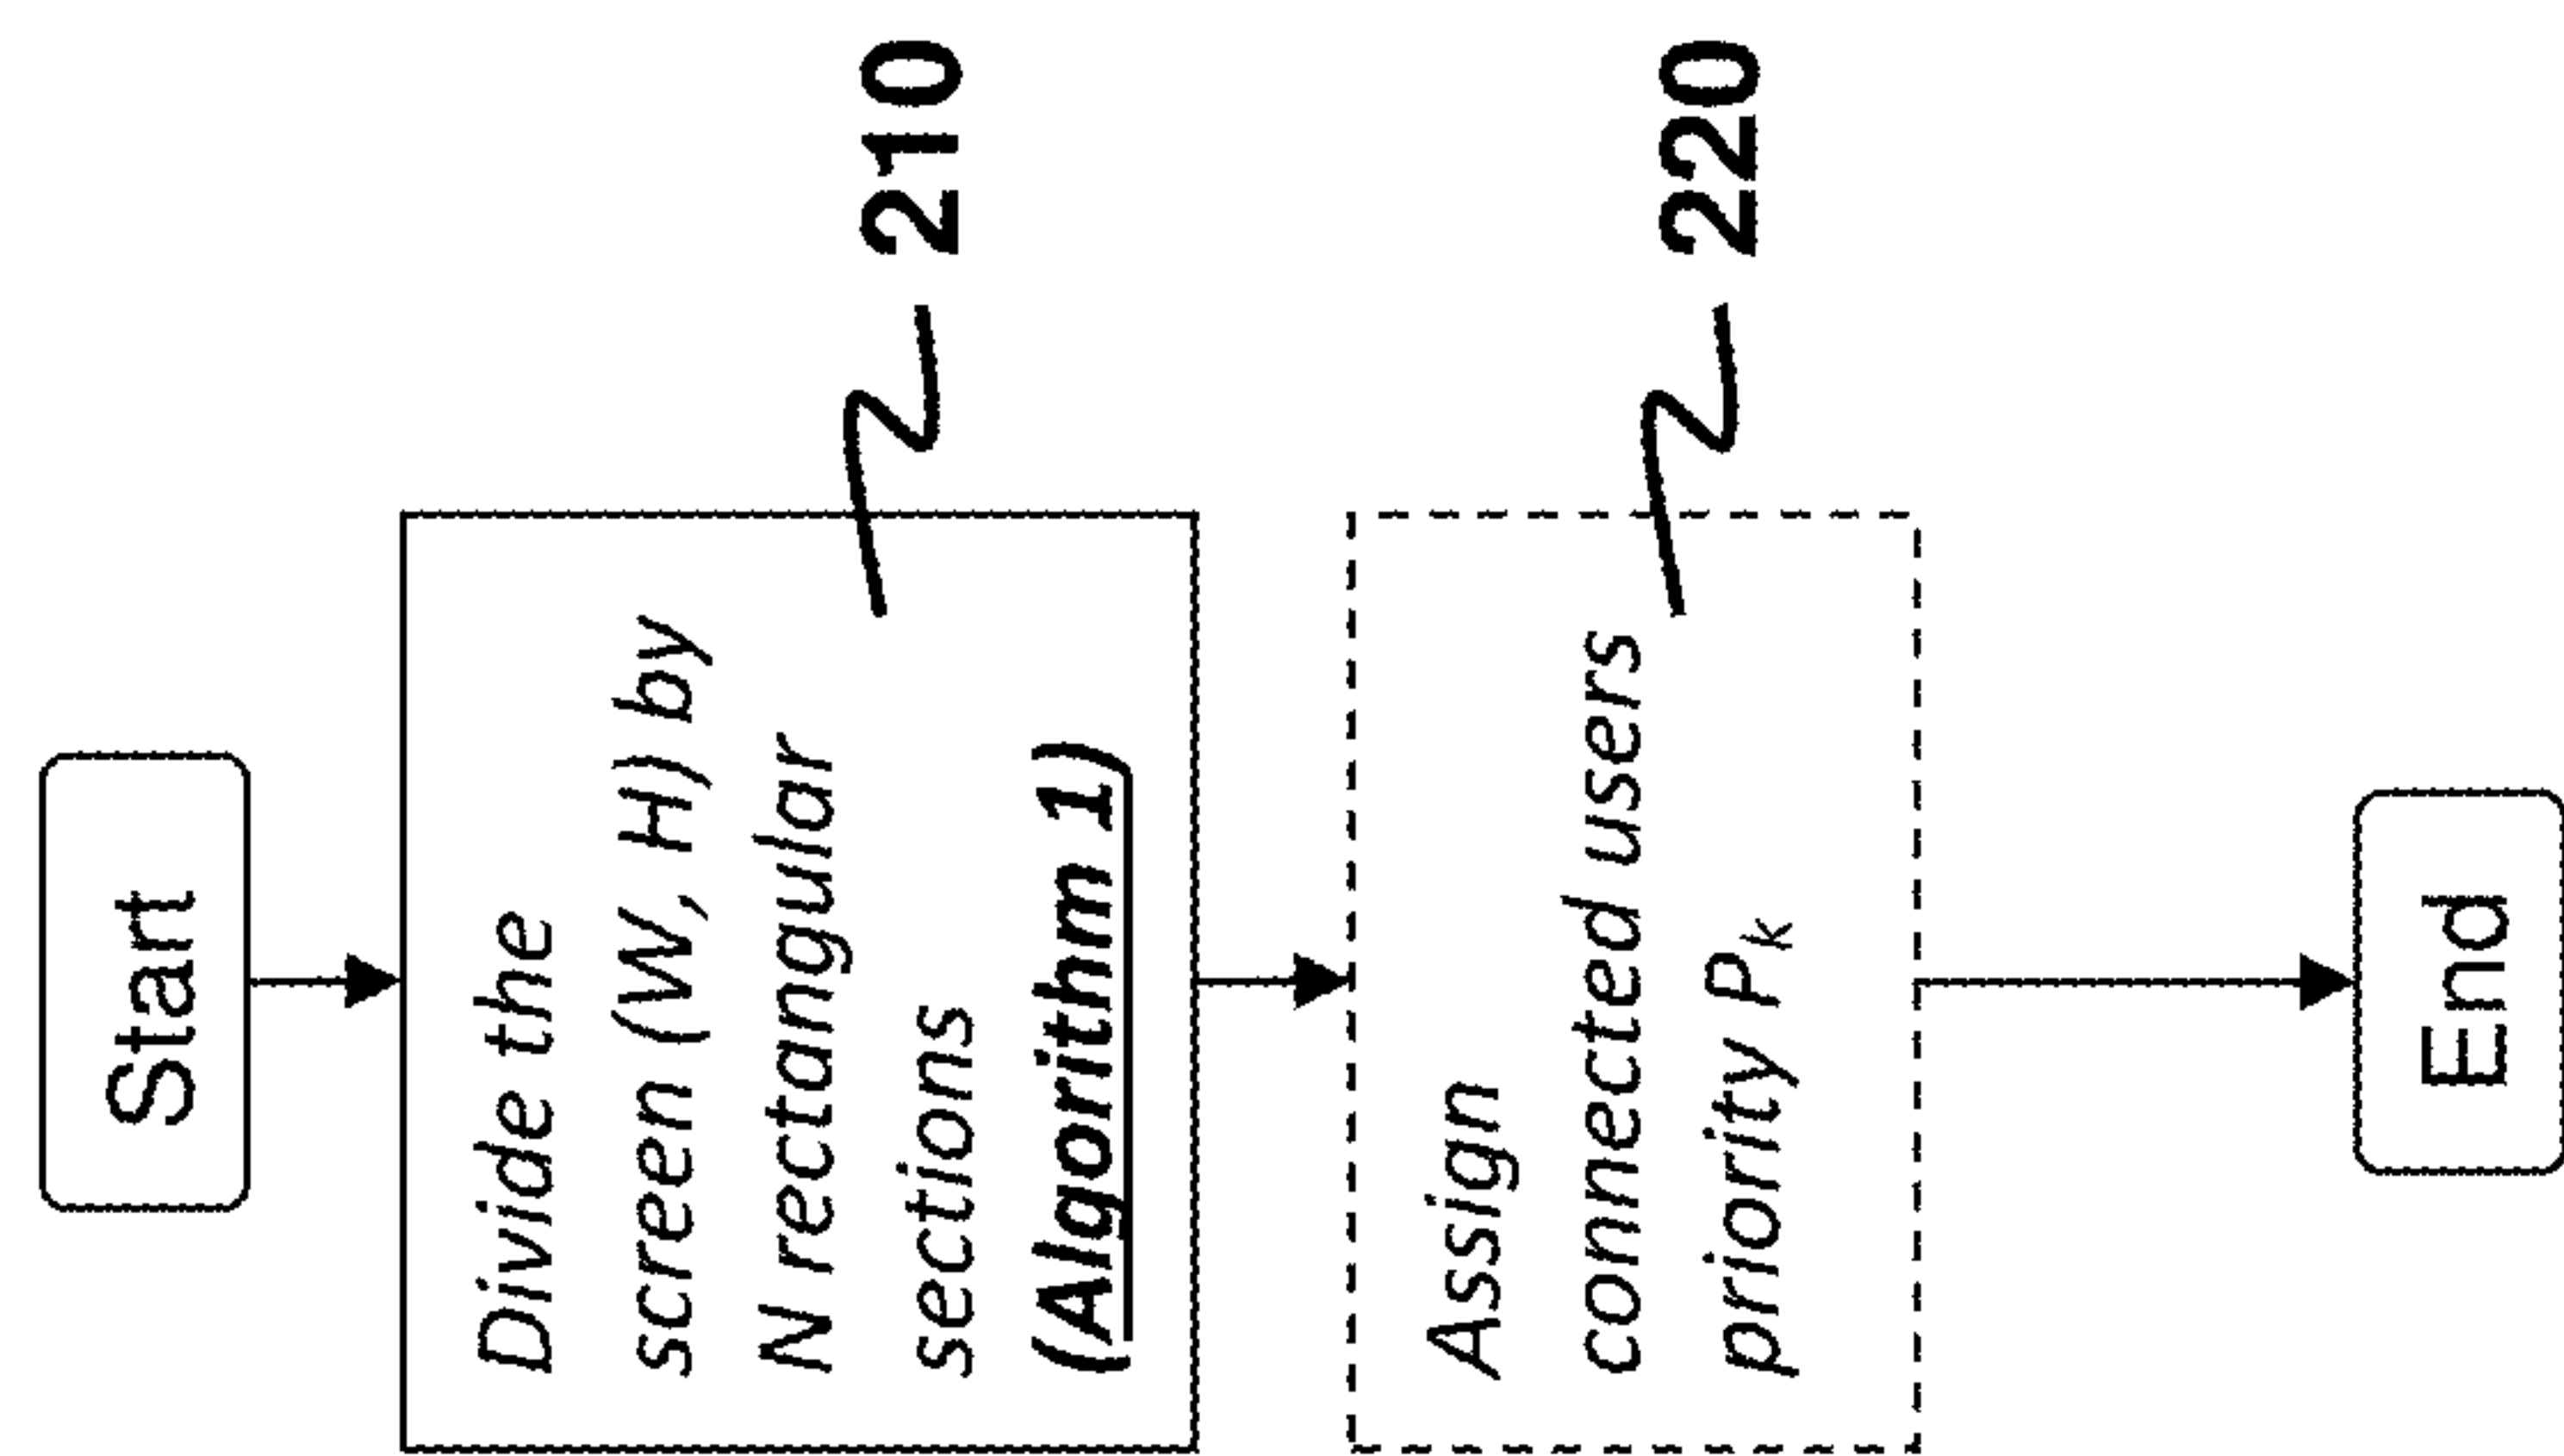 Start
Divide the
screen (W, H) by
N rectangular
sections
(Algorithm 1)
210
Assign
connected users
priority Pk
220
End